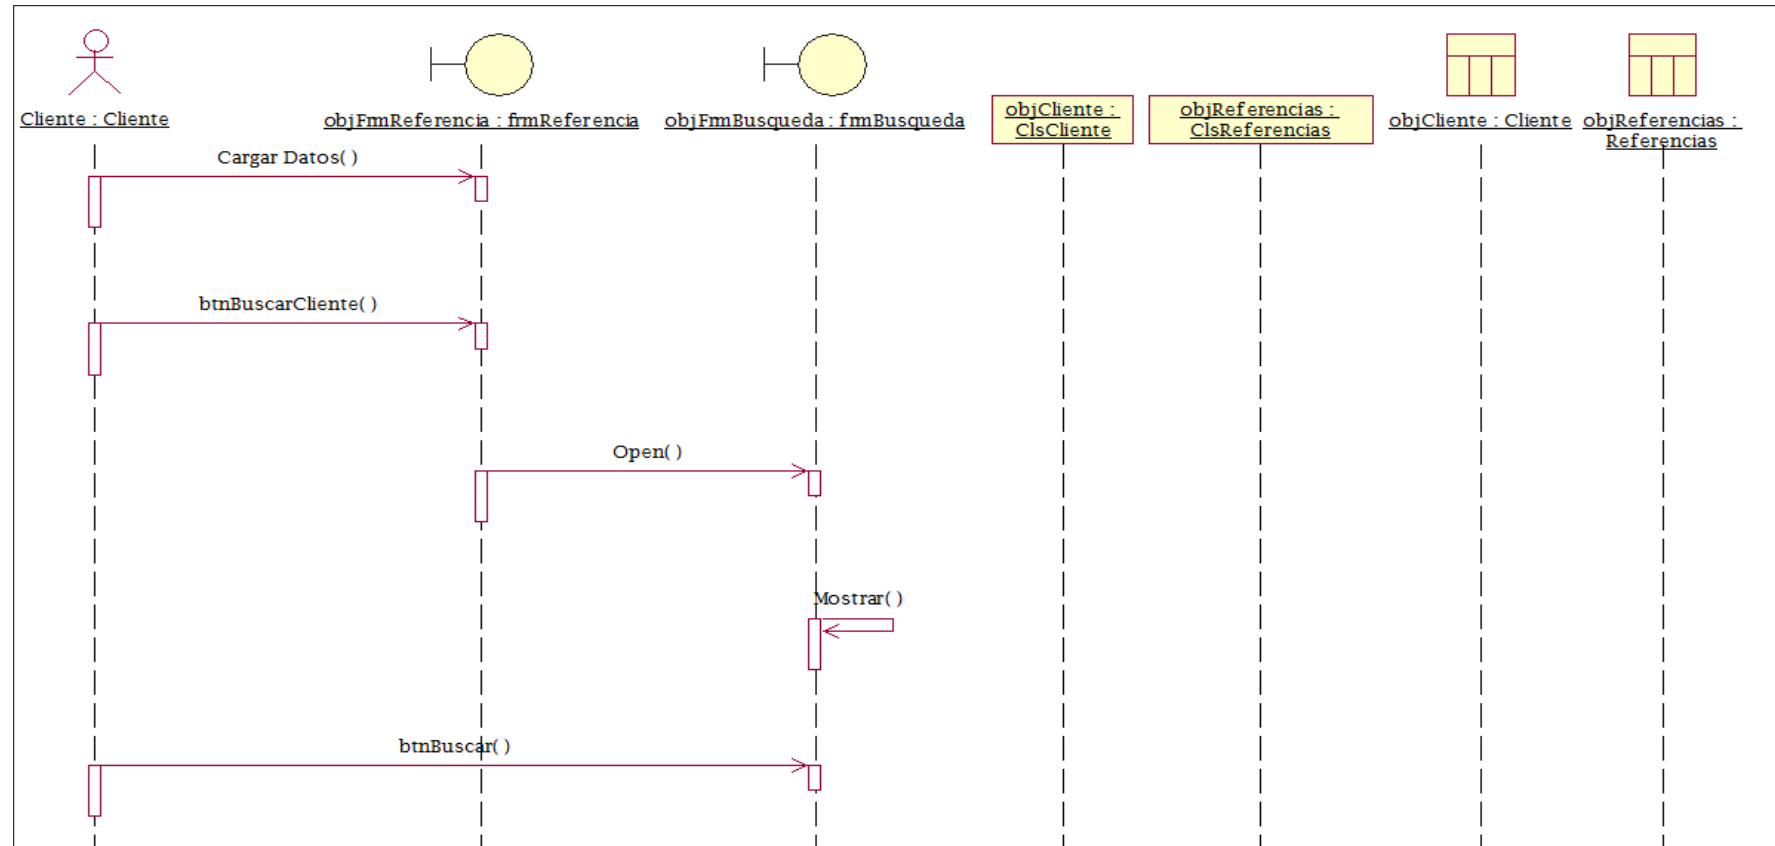 Cliente : Cliente
objFrmReferencia : frmReferencia
objFrmBusqueda : frmBusqueda
objCliente :
ClsCliente
objReferencias :
ClsReferencias
objCliente : Cliente
objReferencias :
Referencias
Cargar Datos( )
btnBuscarCliente( )
Open( )
Mostrar( )
btnBuscar( )